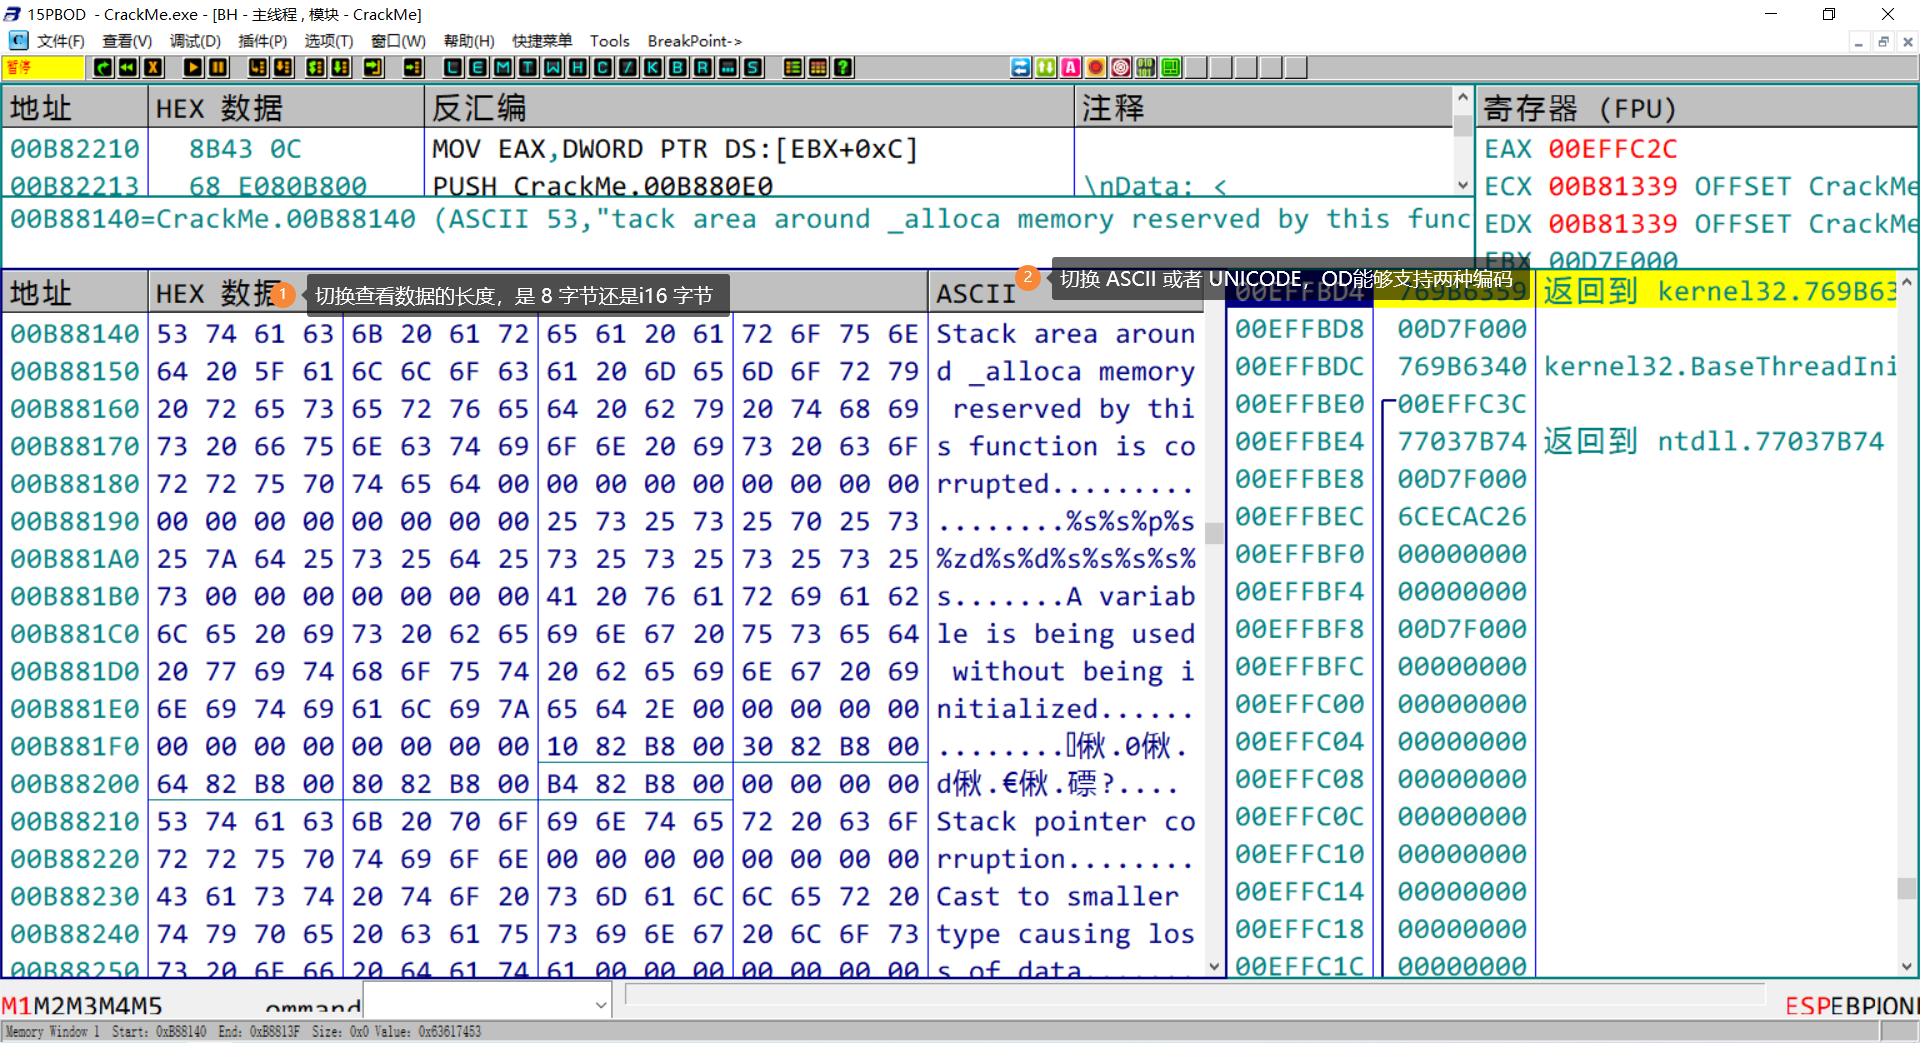 15PBOD - CrackMe.exe - [BH - 主线程 , 模块 - CrackMe]
文件(F) 查看(V) 调试(D) 插件(P) 选项(T) 窗口(W) 帮助(H) 快捷菜单 Tools BreakPoint->
暂停 L E M T W H C / K B R ... S ?
地址 HEX 数据 反汇编 注释
00B82210 8B43 0C MOV EAX,DWORD PTR DS:[EBX+0xC]
00B82213 68 E080B800 PUSH CrackMe.00B880E0 \nData: <
00B88140=CrackMe.00B88140 (ASCII 53,"tack area around _alloca memory reserved by this func
寄存器 (FPU)
EAX 00EFFC2C
ECX 00B81339 OFFSET CrackMe
EDX 00B81339 OFFSET CrackMe
EBX 00D7F000
地址 HEX 数据 ASCII
1 切换查看数据的长度，是 8 字节还是i16 字节
2 切换 ASCII 或者 UNICODE，OD能够支持两种编码
00B88140 53 74 61 63 6B 20 61 72 65 61 20 61 72 6F 75 6E Stack area aroun
00B88150 64 20 5F 61 6C 6C 6F 63 61 20 6D 65 6D 6F 72 79 d _alloca memory
00B88160 20 72 65 73 65 72 76 65 64 20 62 79 20 74 68 69 reserved by thi
00B88170 73 20 66 75 6E 63 74 69 6F 6E 20 69 73 20 63 6F s function is co
00B88180 72 72 75 70 74 65 64 00 00 00 00 00 00 00 00 00 rrupted.........
00B88190 00 00 00 00 00 00 00 00 25 73 25 73 25 70 25 73 ........%s%s%p%s
00B881A0 25 7A 64 25 73 25 64 25 73 25 73 25 73 25 73 25 %zd%s%d%s%s%s%s%
00B881B0 73 00 00 00 00 00 00 00 41 20 76 61 72 69 61 62 s.......A variab
00B881C0 6C 65 20 69 73 20 62 65 69 6E 67 20 75 73 65 64 le is being used
00B881D0 20 77 69 74 68 6F 75 74 20 62 65 69 6E 67 20 69 without being i
00B881E0 6E 69 74 69 61 6C 69 7A 65 64 2E 00 00 00 00 00 nitialized......
00B881F0 00 00 00 00 00 00 00 00 10 82 B8 00 30 82 B8 00 ........偢.0偢.
00B88200 64 82 B8 00 80 82 B8 00 B4 82 B8 00 00 00 00 00 d偢.€偢.磦?....
00B88210 53 74 61 63 6B 20 70 6F 69 6E 74 65 72 20 63 6F Stack pointer co
00B88220 72 72 75 70 74 69 6F 6E 00 00 00 00 00 00 00 00 rruption........
00B88230 43 61 73 74 20 74 6F 20 73 6D 61 6C 6C 65 72 20 Cast to smaller
00B88240 74 79 70 65 20 63 61 75 73 69 6E 67 20 6C 6F 73 type causing los
00B88250 73 20 6F 66 20 64 61 74 61 00 00 00 00 00 00 00 s of data.......
00EFFBD4 769B6359 返回到 kernel32.769B63
00EFFBD8 00D7F000
00EFFBDC 769B6340 kernel32.BaseThreadIni
00EFFBE0 00EFFC3C
00EFFBE4 77037B74 返回到 ntdll.77037B74
00EFFBE8 00D7F000
00EFFBEC 6CECAC26
00EFFBF0 00000000
00EFFBF4 00000000
00EFFBF8 00D7F000
00EFFBFC 00000000
00EFFC00 00000000
00EFFC04 00000000
00EFFC08 00000000
00EFFC0C 00000000
00EFFC10 00000000
00EFFC14 00000000
00EFFC18 00000000
00EFFC1C 00000000
M1M2M3M4M5 ommand ESPEBPION
Memory Window 1 Start: 0xB88140 End: 0xB8813F Size: 0x0 Value: 0x63617453